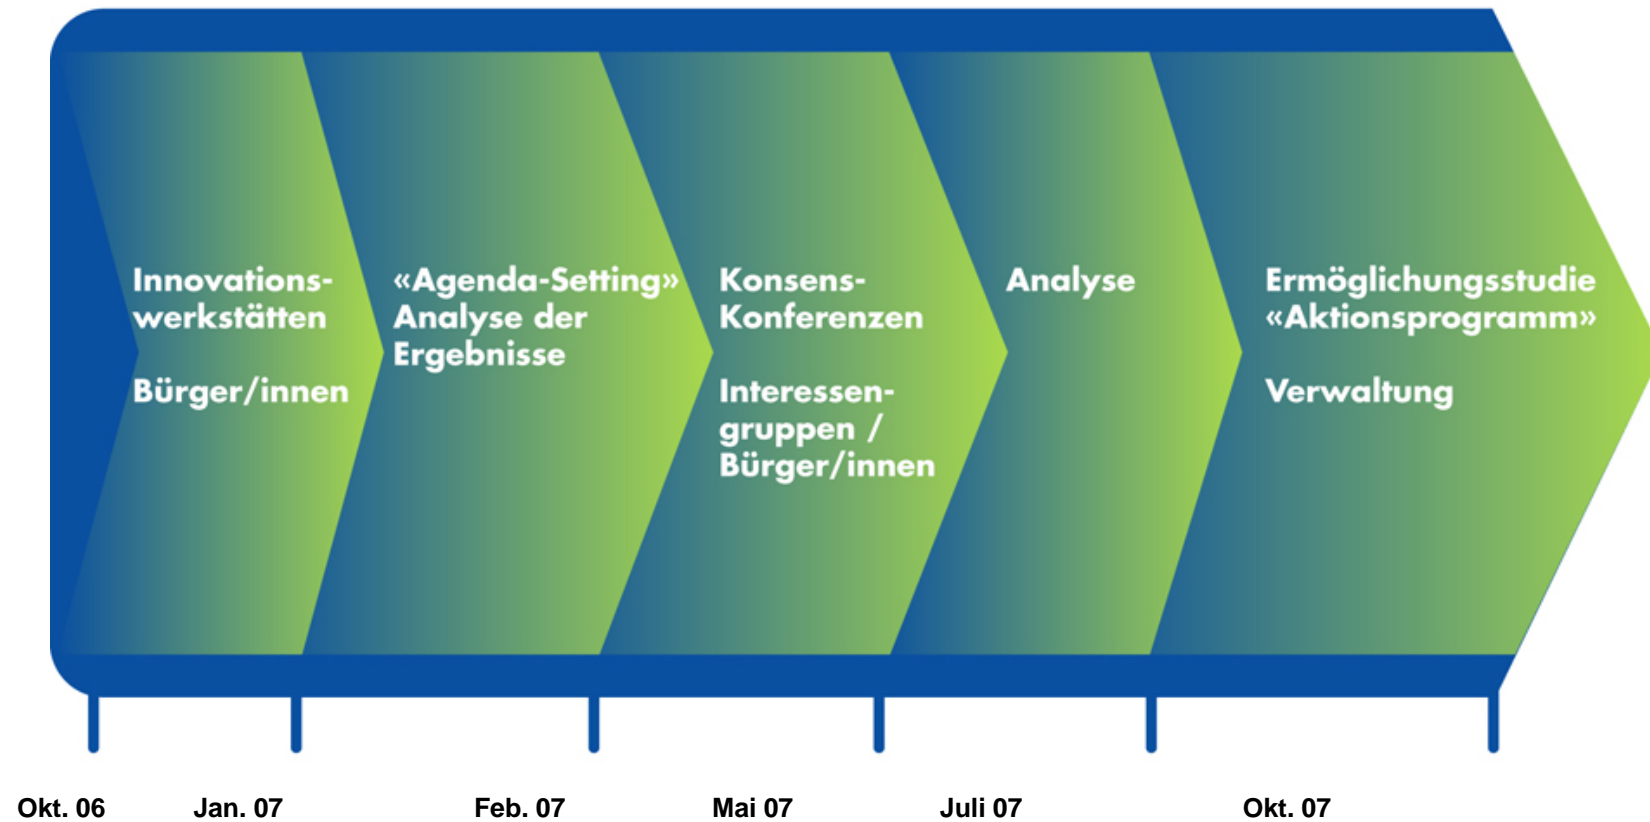 Innovations-
werkstätten
Bürger/innen
«Agenda-Setting»
Analyse der
Ergebnisse
Konsens-
Konferenzen
Interessen-
gruppen /
Bürger/innen
Analyse
Ermöglichungsstudie
«Aktionsprogramm»
Verwaltung
Okt. 06
Jan. 07
Feb. 07
Mai 07
Juli 07
Okt. 07